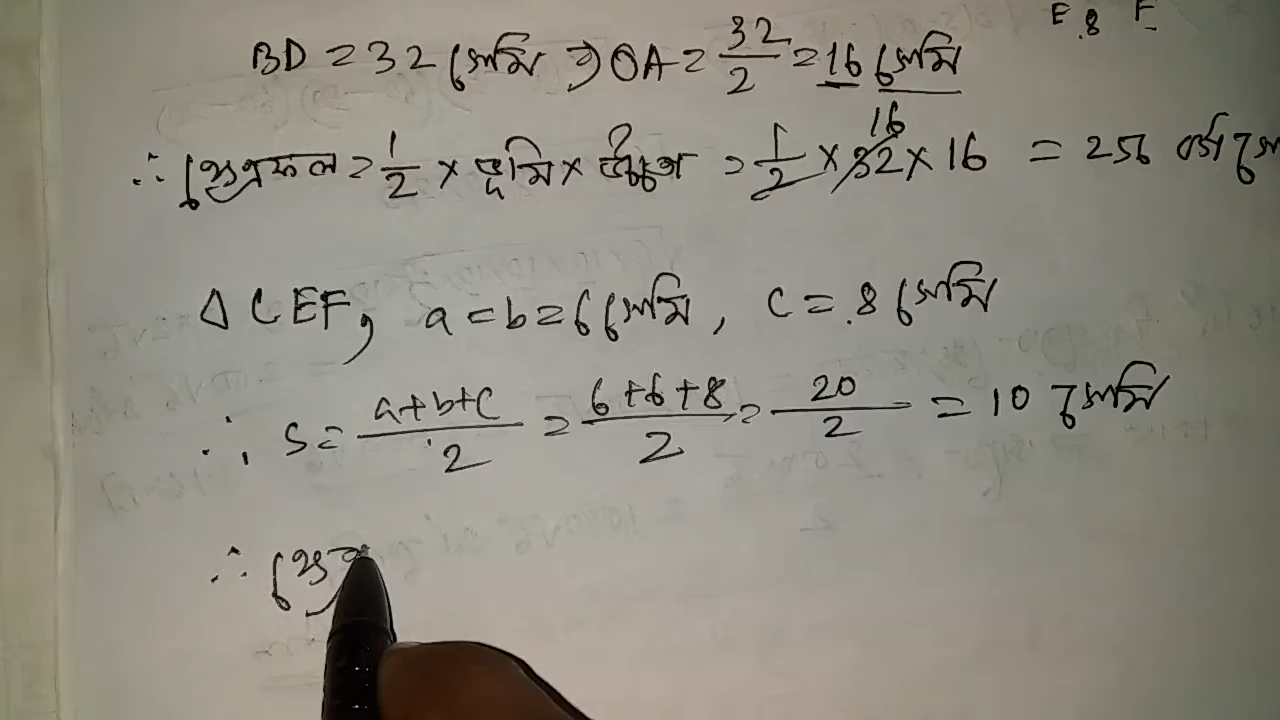 E 8 F
BD = 32 সেমি ⇒ OA = 32/2 = 16 সেমি
∴ ক্ষেত্রফল = 1/2 × ভূমি × উচ্চতা = 1/2 × 32 16 × 16 = 256 বর্গ সে
Δ CEF, a = b = 6 সেমি, c = 8 সেমি
∴ S = a+b+c/2 = 6+6+8/2 = 20/2 = 10 সেমি
∴ ক্ষেত্র